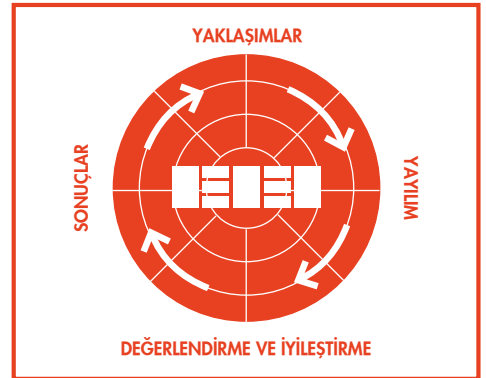 YAKLAŞIMLAR
SONUÇLAR
YAYILIM
DEĞERLENDİRME VE İYİLEŞTİRME